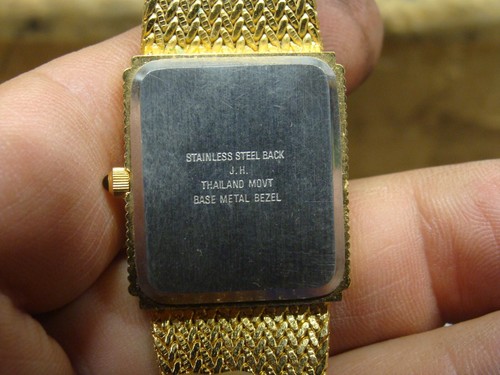 STAINLESS STEEL BACK
J.H.
THAILAND MOVT
BASE METAL BEZEL